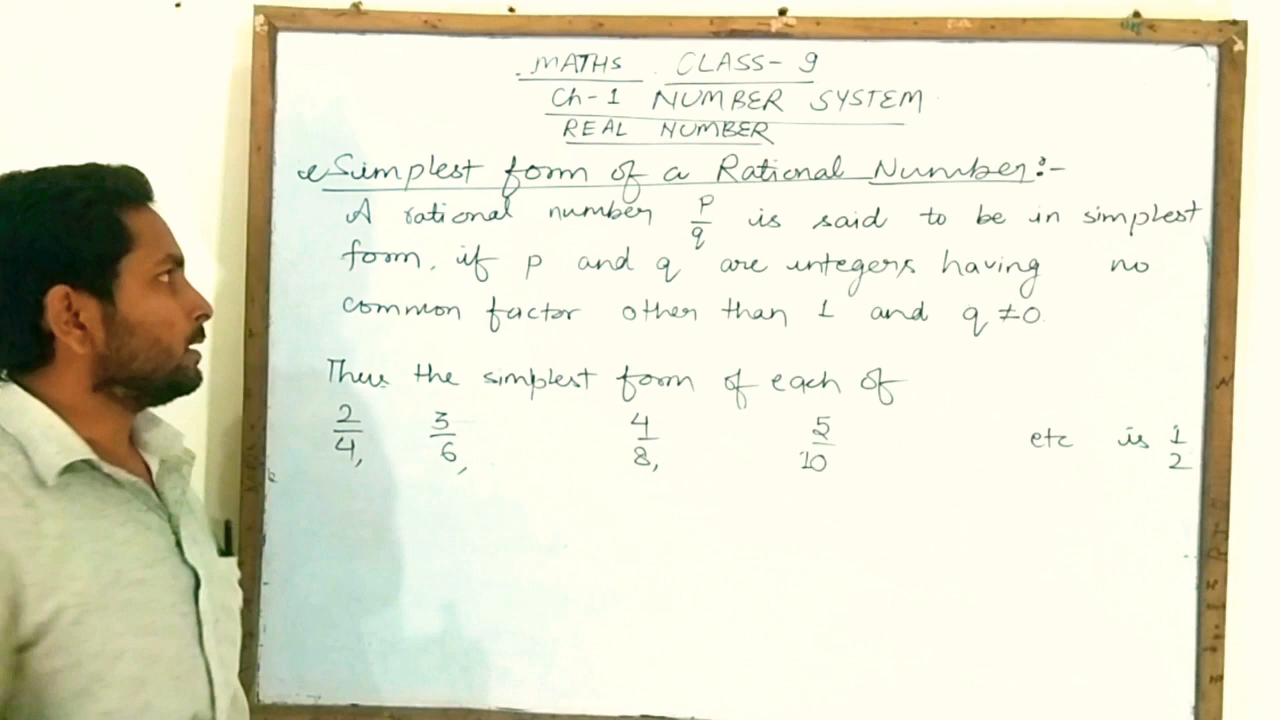 MATHS CLASS- 9
Ch-1 NUMBER SYSTEM
REAL NUMBER
Simplest form of a Rational Number:-
A rational number p/q is said to be in simplest
form, if p and q are integers having no
common factor other than 1 and q ≠0.
Thus the simplest form of each of
2/4, 3/6, 4/8, 5/10 etc is 1/2